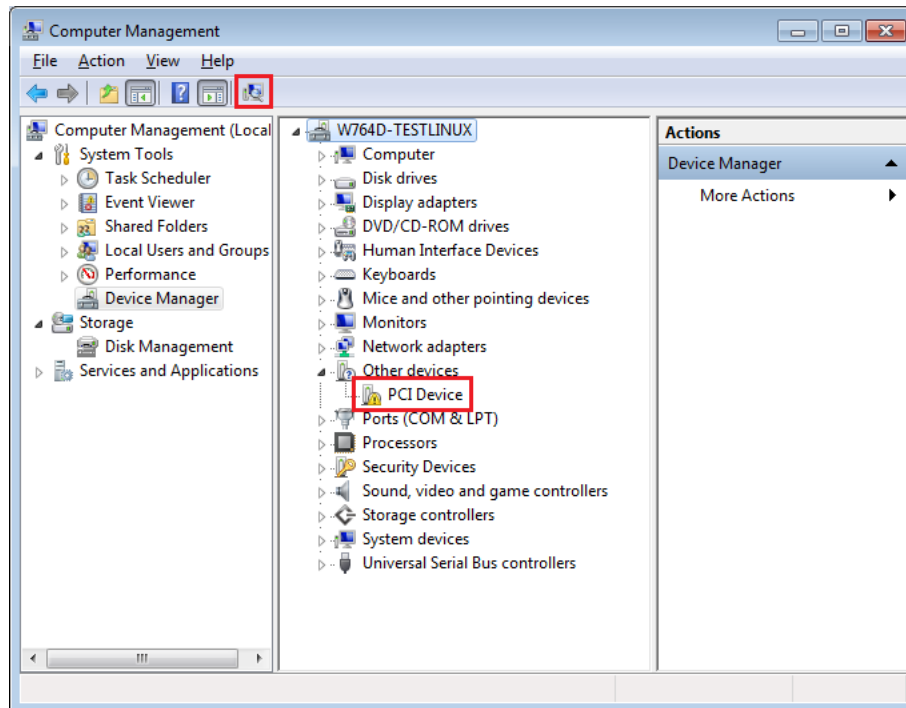 Computer Management
File Action View Help
Computer Management (Local
System Tools
Task Scheduler
Event Viewer
Shared Folders
Local Users and Groups
Performance
Device Manager
Storage
Disk Management
Services and Applications
W764D-TESTLINUX
Computer
Disk drives
Display adapters
DVD/CD-ROM drives
Human Interface Devices
Keyboards
Mice and other pointing devices
Monitors
Network adapters
Other devices
PCI Device
Ports (COM & LPT)
Processors
Security Devices
Sound, video and game controllers
Storage controllers
System devices
Universal Serial Bus controllers
Actions
Device Manager
More Actions